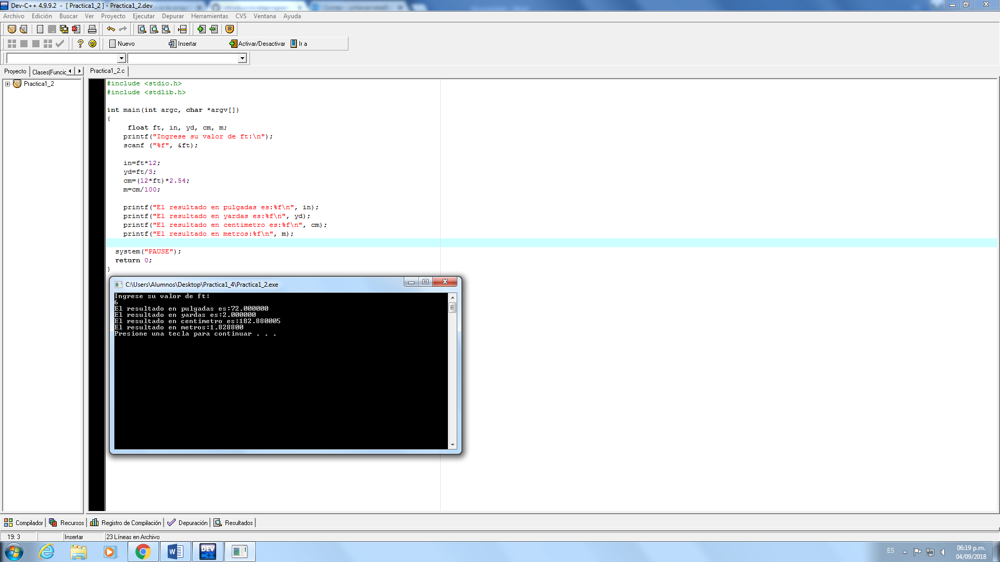 Dev-C++ 4.9.9.2 - [ Practica1_2 ] - Practica1_2.dev
Archivo Edición Buscar Ver Proyecto Ejecutar Depurar Herramientas CVS Ventana Ayuda
Nuevo Insertar Activar/Desactivar Ir a
Proyecto Clases(Funcic Practica1_2.c
Practica1_2
#include <stdio.h>
#include <stdlib.h>
int main(int argc, char *argv[])
{
float ft, in, yd, cm, m;
printf("Ingrese su valor de ft:\n");
scanf ("%f", &ft);
in=ft*12;
yd=ft/3;
cm=(12*ft)*2.54;
m=cm/100;
printf("El resultado en pulgadas es:%f\n", in);
printf("El resultado en yardas es:%f\n", yd);
printf("El resultado en centimetro es:%f\n", cm);
printf("El resultado en metros:%f\n", m);
system("PAUSE");
return 0;
}
C:\Users\Alumnos\Desktop\Practica1_4\Practica1_2.exe
Ingrese su valor de ft:
6
El resultado en pulgadas es:72.000000
El resultado en yardas es:2.000000
El resultado en centimetro es:182.880005
El resultado en metros:1.828800
Presione una tecla para continuar . . .
Compilador Recursos Registro de Compilación Depuración Resultados
19: 3 Insertar 23 Líneas en Archivo
ES
06:19 p.m.
04/09/2018